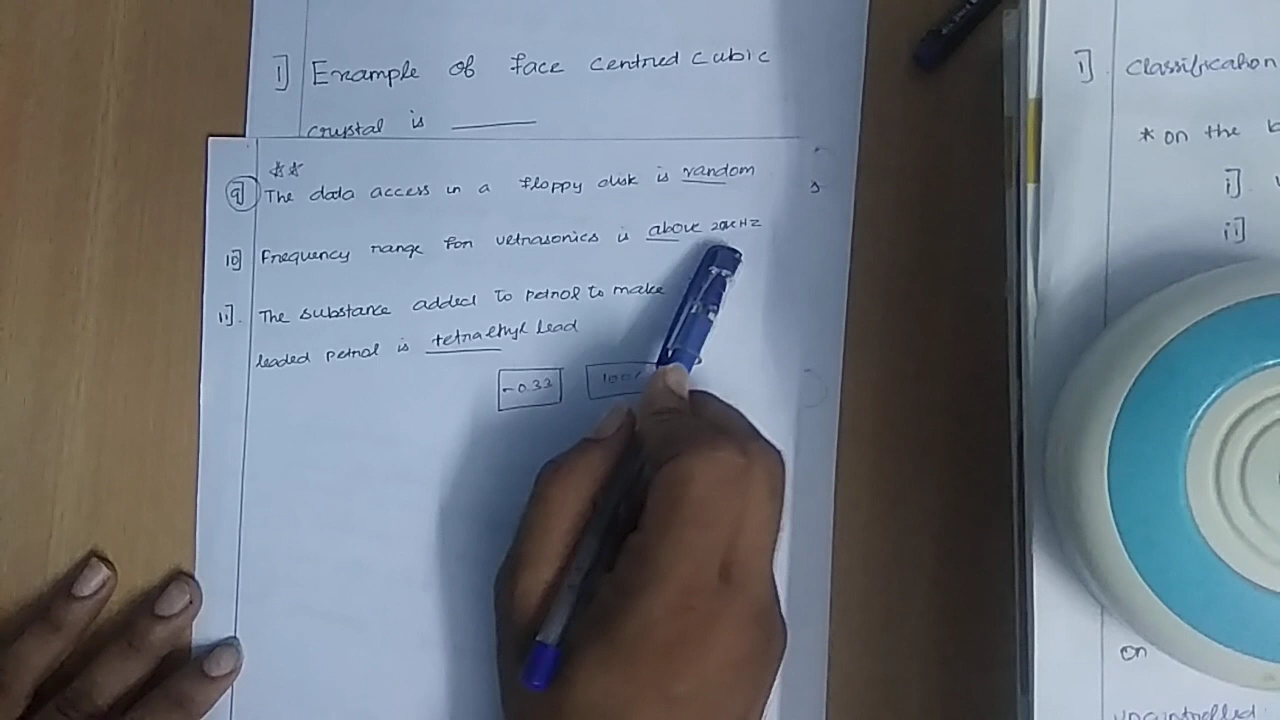 1] Example of face centred cubic
crystal is ______
**
9] The data access in a floppy disk is random
10] Frequency range for ultrasonics is above 20KHZ
11]. The substance added to petrol to make
leaded petrol is tetraethyl lead
-0.33
100%
1]. Classification
* on the b
i]
ii]
on
uncontrolled